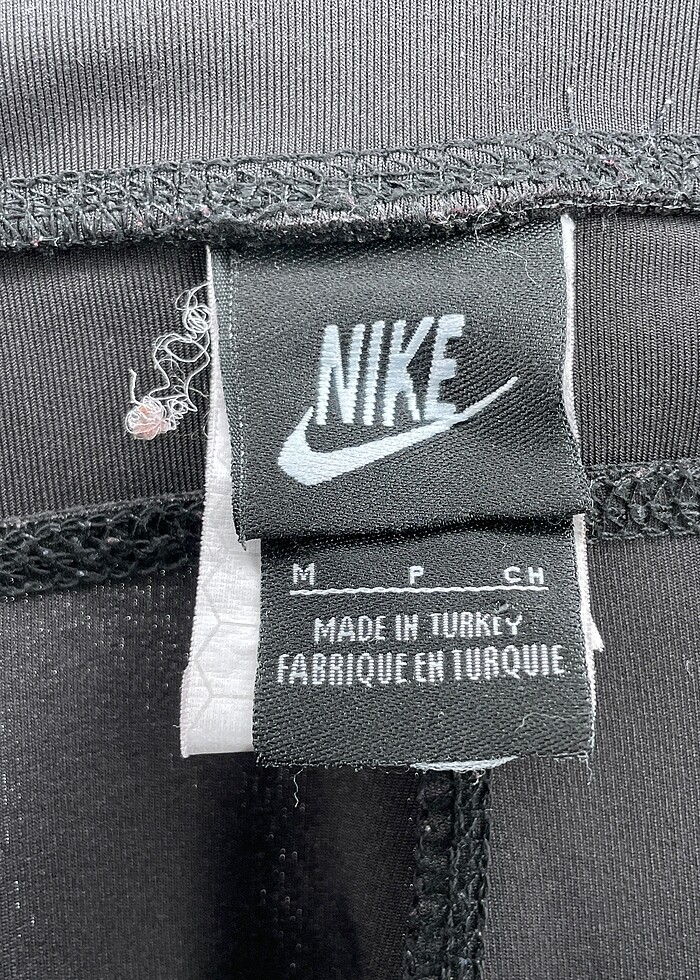 NIKE
M P CH
MADE IN TURKEY
FABRIQUE EN TURQUIE